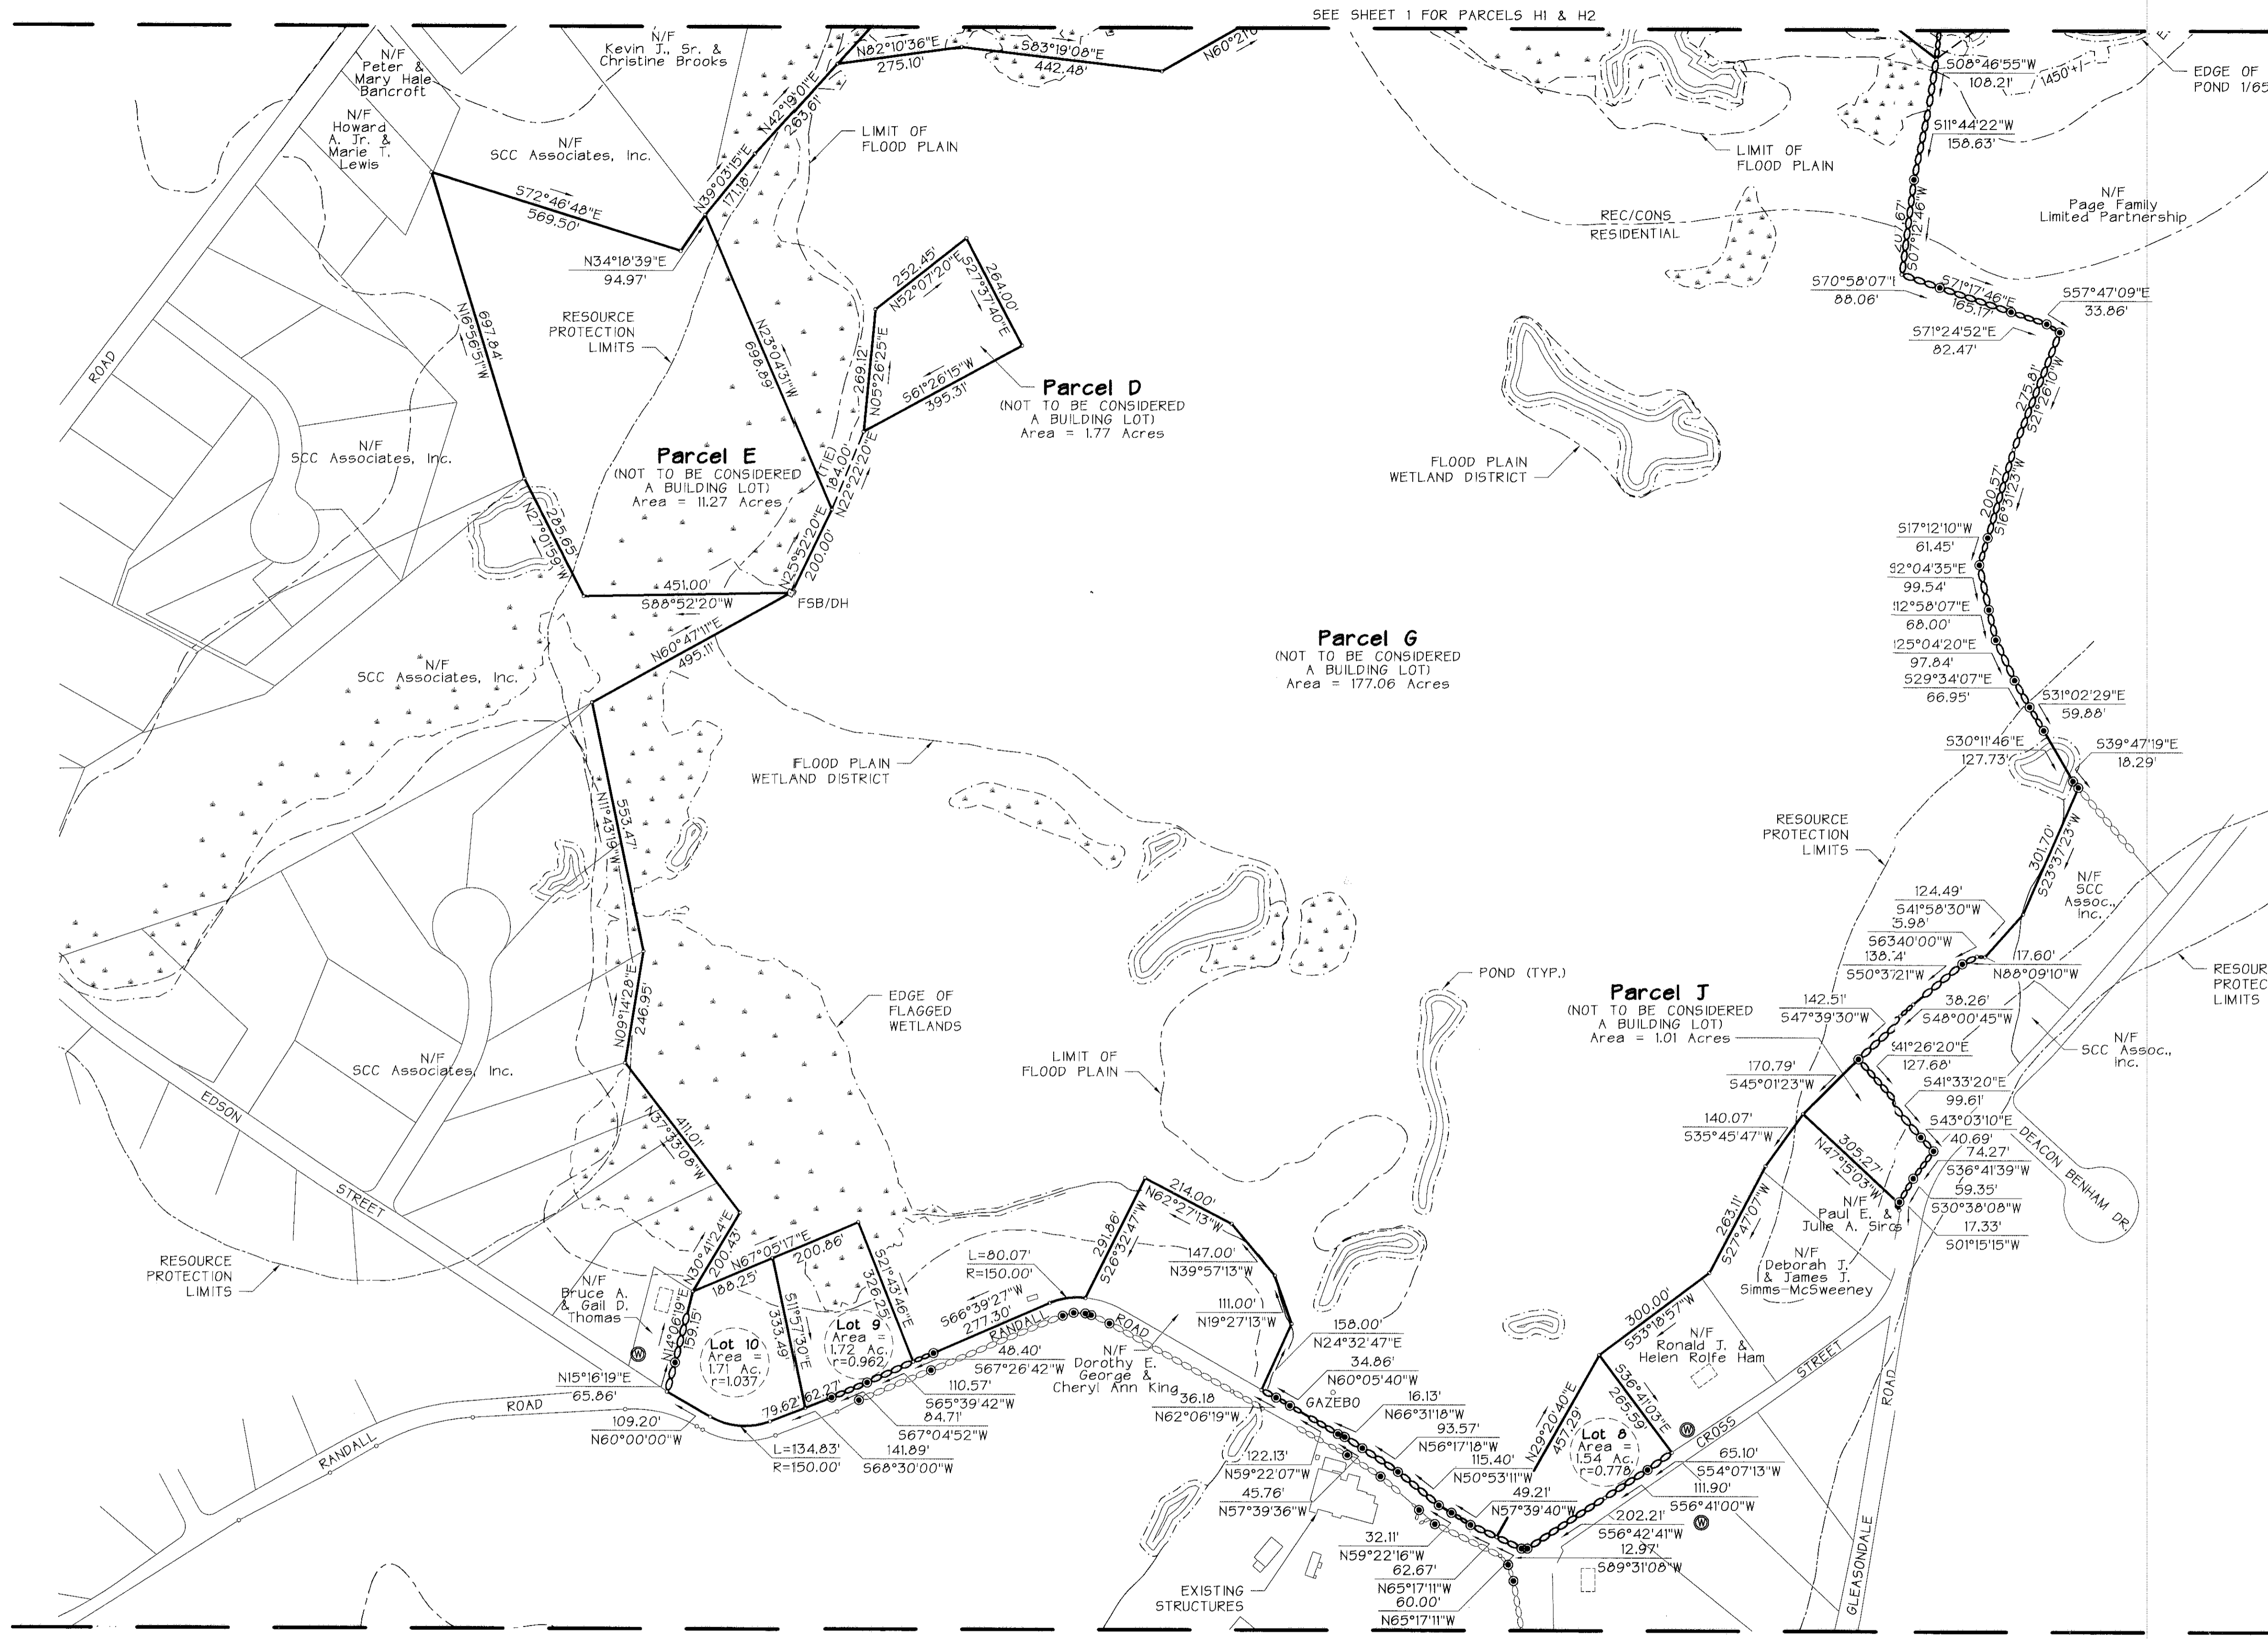 SEE SHEET 1 FOR PARCELS H1 & H2
N/F
Peter &
Mary Hale
Bancroft
N/F
Howard
A. Jr. &
Marie T.
Lewis
N/F
Kevin J., Sr. &
Christine Brooks
N/F
SCC Associates, Inc.
N82°10'36"E
275.10'
S83°19'08"E
442.48'
N42°19'01"E
263.61'
N39°03'15"E
171.18'
LIMIT OF
FLOOD PLAIN
S72°46'48"E
569.50'
N34°18'39"E
94.97'
RESOURCE
PROTECTION
LIMITS
ROAD
697.84'
N16°56'51"W
N23°04'31"W
698.89'
252.45'
N52°07'20"E
264.00'
S27°37'40"E
269.12'
N05°26'25"E
S61°26'15"W
395.31'
Parcel D
(NOT TO BE CONSIDERED
A BUILDING LOT)
Area = 1.77 Acres
Parcel E
(NOT TO BE CONSIDERED
A BUILDING LOT)
Area = 11.27 Acres
184.00' (TIE)
N22°22'20"E
N/F
SCC Associates, Inc.
285.65'
N27°01'59"W
N25°52'20"E
200.00'
451.00'
S88°52'20"W
FSB/DH
N60°47'11"E
495.11'
N/F
SCC Associates, Inc.
S08°46'55"W
108.21'
1450'+/-
EDGE OF
POND 1/65
S11°44'22"W
158.63'
LIMIT OF
FLOOD PLAIN
N/F
Page Family
Limited Partnership
REC/CONS
RESIDENTIAL
207.67'
S07°12'46"W
S70°58'07"
88.06'
S71°17'46"E
165.17'
S57°47'09"E
33.86'
S71°24'52"E
82.47'
275.81'
S21°26'10"W
FLOOD PLAIN
WETLAND DISTRICT
200.57'
S16°31'23"W
S17°12'10"W
61.45'
92°04'35"E
99.54'
12°58'07"E
68.00'
25°04'20"E
97.84'
S29°34'07"E
66.95'
S31°02'29"E
59.88'
S30°11'46"E
127.73'
S39°47'19"E
18.29'
Parcel G
(NOT TO BE CONSIDERED
A BUILDING LOT)
Area = 177.06 Acres
FLOOD PLAIN
WETLAND DISTRICT
553.47'
N11°43'19"W
RESOURCE
PROTECTION
LIMITS
301.70'
S23°37'23"W
N/F
SCC
Assoc.,
Inc.
124.49'
S41°58'30"W
5.98'
S6340'00"W
138.74'
S50°37'21"W
17.60'
N88°09'10"W
142.51'
S47°39'30"W
38.26'
S48°00'45"W
N09°14'28"E
246.95'
EDGE OF
FLAGGED
WETLANDS
POND (TYP.)
Parcel J
(NOT TO BE CONSIDERED
A BUILDING LOT)
Area = 1.01 Acres
N/F
SCC Assoc.,
Inc.
LIMIT OF
FLOOD PLAIN
N/F
SCC Associates, Inc.
EDSON
STREET
411.01'
N37°33'08"W
170.79'
S45°01'23"W
41°26'20"E
127.68'
S41°33'20"E
99.61'
S43°03'10"E
40.69'
74.27'
S36°41'39"W
59.35'
S30°38'08"W
17.33'
S01°15'15"W
DEACON BENHAM DR.
140.07'
S35°45'47"W
305.27'
N47°15'03"W
N/F
Paul E. &
Julie A. Siros
N/F
Deborah J.
& James J.
Simms-McSweeney
263.11'
S27°47'07"W
RESOURCE
PROTECTION
LIMITS
N/F
Bruce A.
& Gail D.
Thomas
N30°41'24"E
200.43'
N67°05'17"E
188.25'
200.86'
N14°06'19"E
159.15'
S11°57'30"E
333.49'
S21°43'46"E
326.25'
Lot 10
Area =
1.71 Ac.
r=1.037
Lot 9
Area =
1.72 Ac.
r=0.962
L=80.07'
R=150.00'
S66°39'27"W
277.30'
RANDALL
ROAD
291.86'
S26°32'47"W
214.00'
N62°27'13"W
147.00'
N39°57'13"W
111.00'
N19°27'13"W
158.00'
N24°32'47"E
34.86'
N60°05'40"W
GAZEBO
48.40'
S67°26'42"W
110.57'
S65°39'42"W
84.71'
S67°04'52"W
141.89'
S68°30'00"W
79.62'
62.27'
N15°16'19"E
65.86'
109.20'
N60°00'00"W
L=134.83'
R=150.00'
ROAD
RANDALL
N/F
Dorothy E.
George &
Cheryl Ann King
36.18
N62°06'19"W
16.13'
N66°31'18"W
93.57'
N56°17'18"W
115.40'
N50°53'11"W
122.13'
N59°22'07"W
45.76'
N57°39'36"W
49.21'
N57°39'40"W
32.11'
N59°22'16"W
62.67'
N65°17'11"W
60.00'
N65°17'11"W
EXISTING
STRUCTURES
300.00'
S53°18'57"W
N/F
Ronald J. &
Helen Rolfe Ham
N29°20'40"E
457.29'
S36°41'03"E
265.59'
Lot 8
Area =
1.54 Ac.
r=0.778
CROSS
STREET
65.10'
S54°07'13"W
111.90'
S56°41'00"W
202.21'
S56°42'41"W
12.97'
S89°31'08"W
GLEASONDALE
ROAD
W
W
W